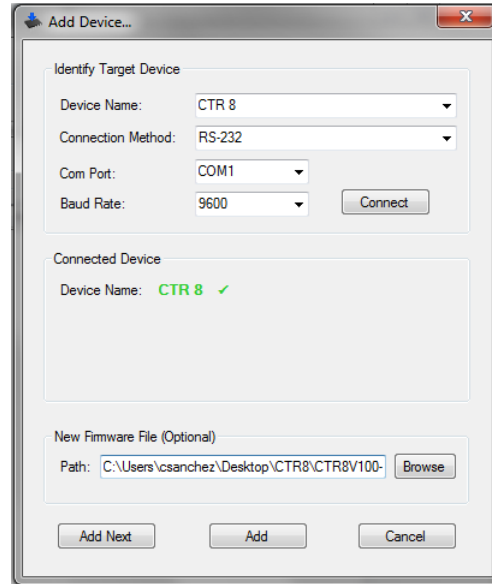 Add Device...
Identify Target Device
Device Name: CTR 8
Connection Method: RS-232
Com Port: COM1
Baud Rate: 9600 Connect
Connected Device
Device Name: CTR 8 ✓
New Firmware File (Optional)
Path: C:\Users\csanchez\Desktop\CTR8\CTR8V100- Browse
Add Next Add Cancel